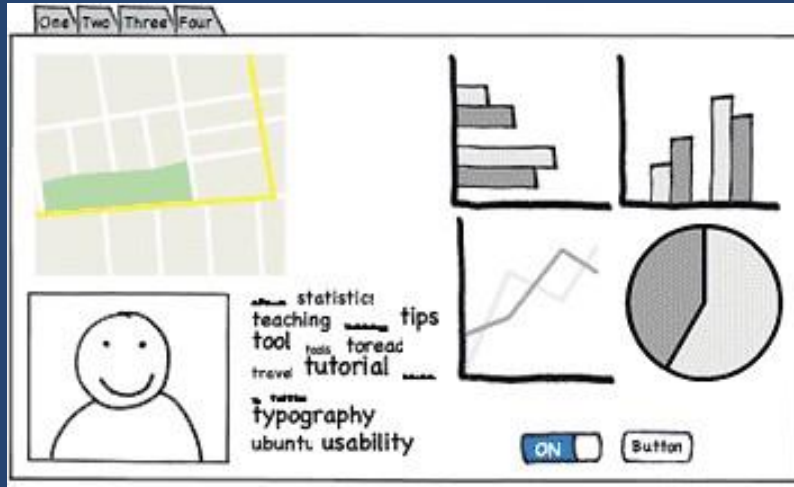 One Two Three Four
statistics
teaching tips
tool tools toread
travel tutorial
typography
ubuntu usability
ON Button